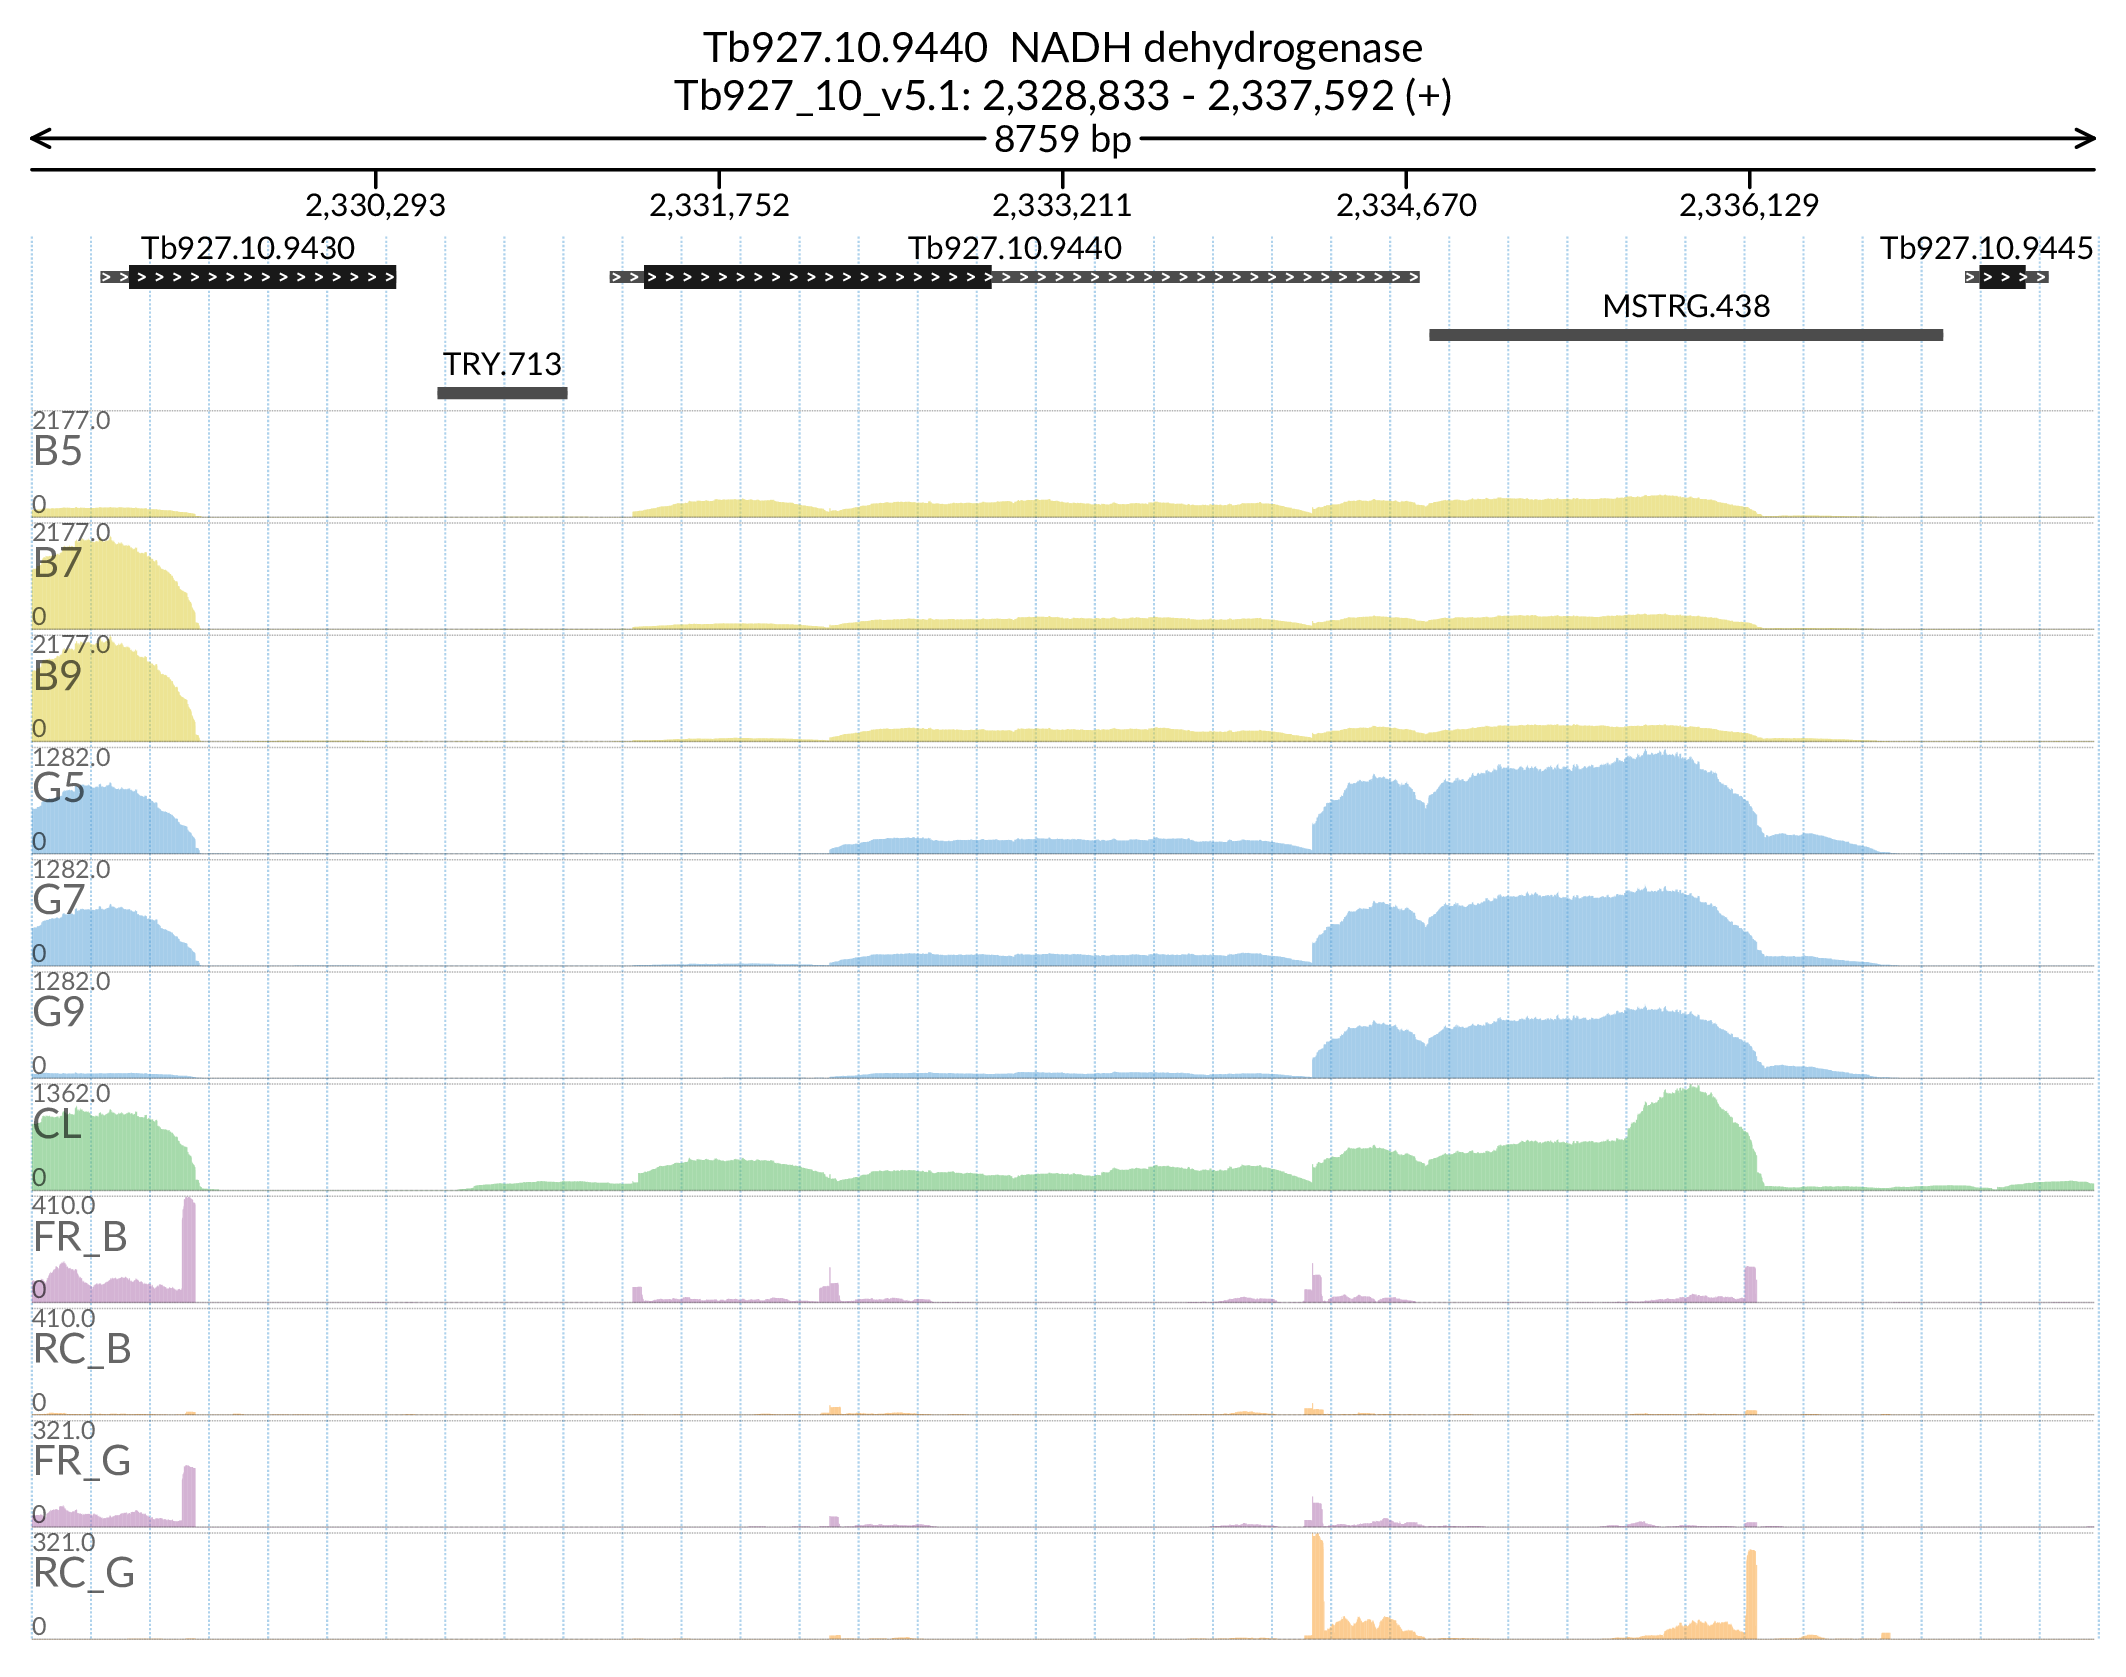 Tb927.10.9440  NADH dehydrogenase
Tb927_10_v5.1: 2,328,833 - 2,337,592 (+)
8759 bp
2,330,293 2,331,752 2,333,211 2,334,670 2,336,129
Tb927.10.9430 Tb927.10.9440 Tb927.10.9445
MSTRG.438
TRY.713
2177.0
B5
0
2177.0
B7
0
2177.0
B9
0
1282.0
G5
0
1282.0
G7
0
1282.0
G9
0
1362.0
CL
0
410.0
FR_B
0
410.0
RC_B
0
321.0
FR_G
0
321.0
RC_G
0